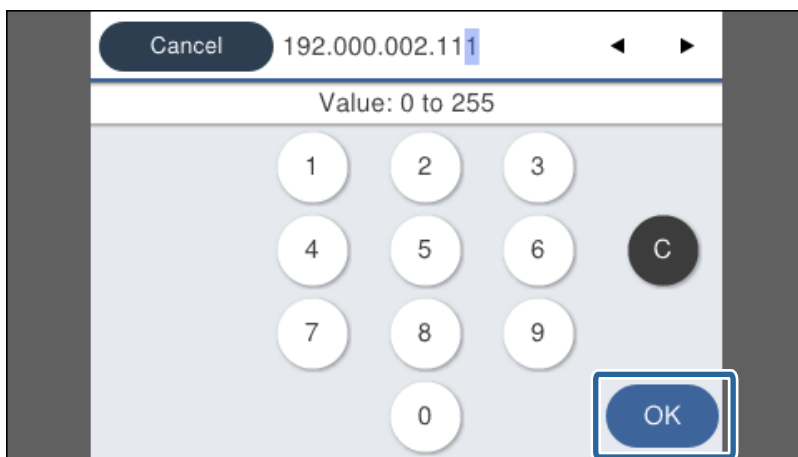 Cancel 192.000.002.111 ◄ ►
Value: 0 to 255
1 2 3
4 5 6 C
7 8 9
0 OK